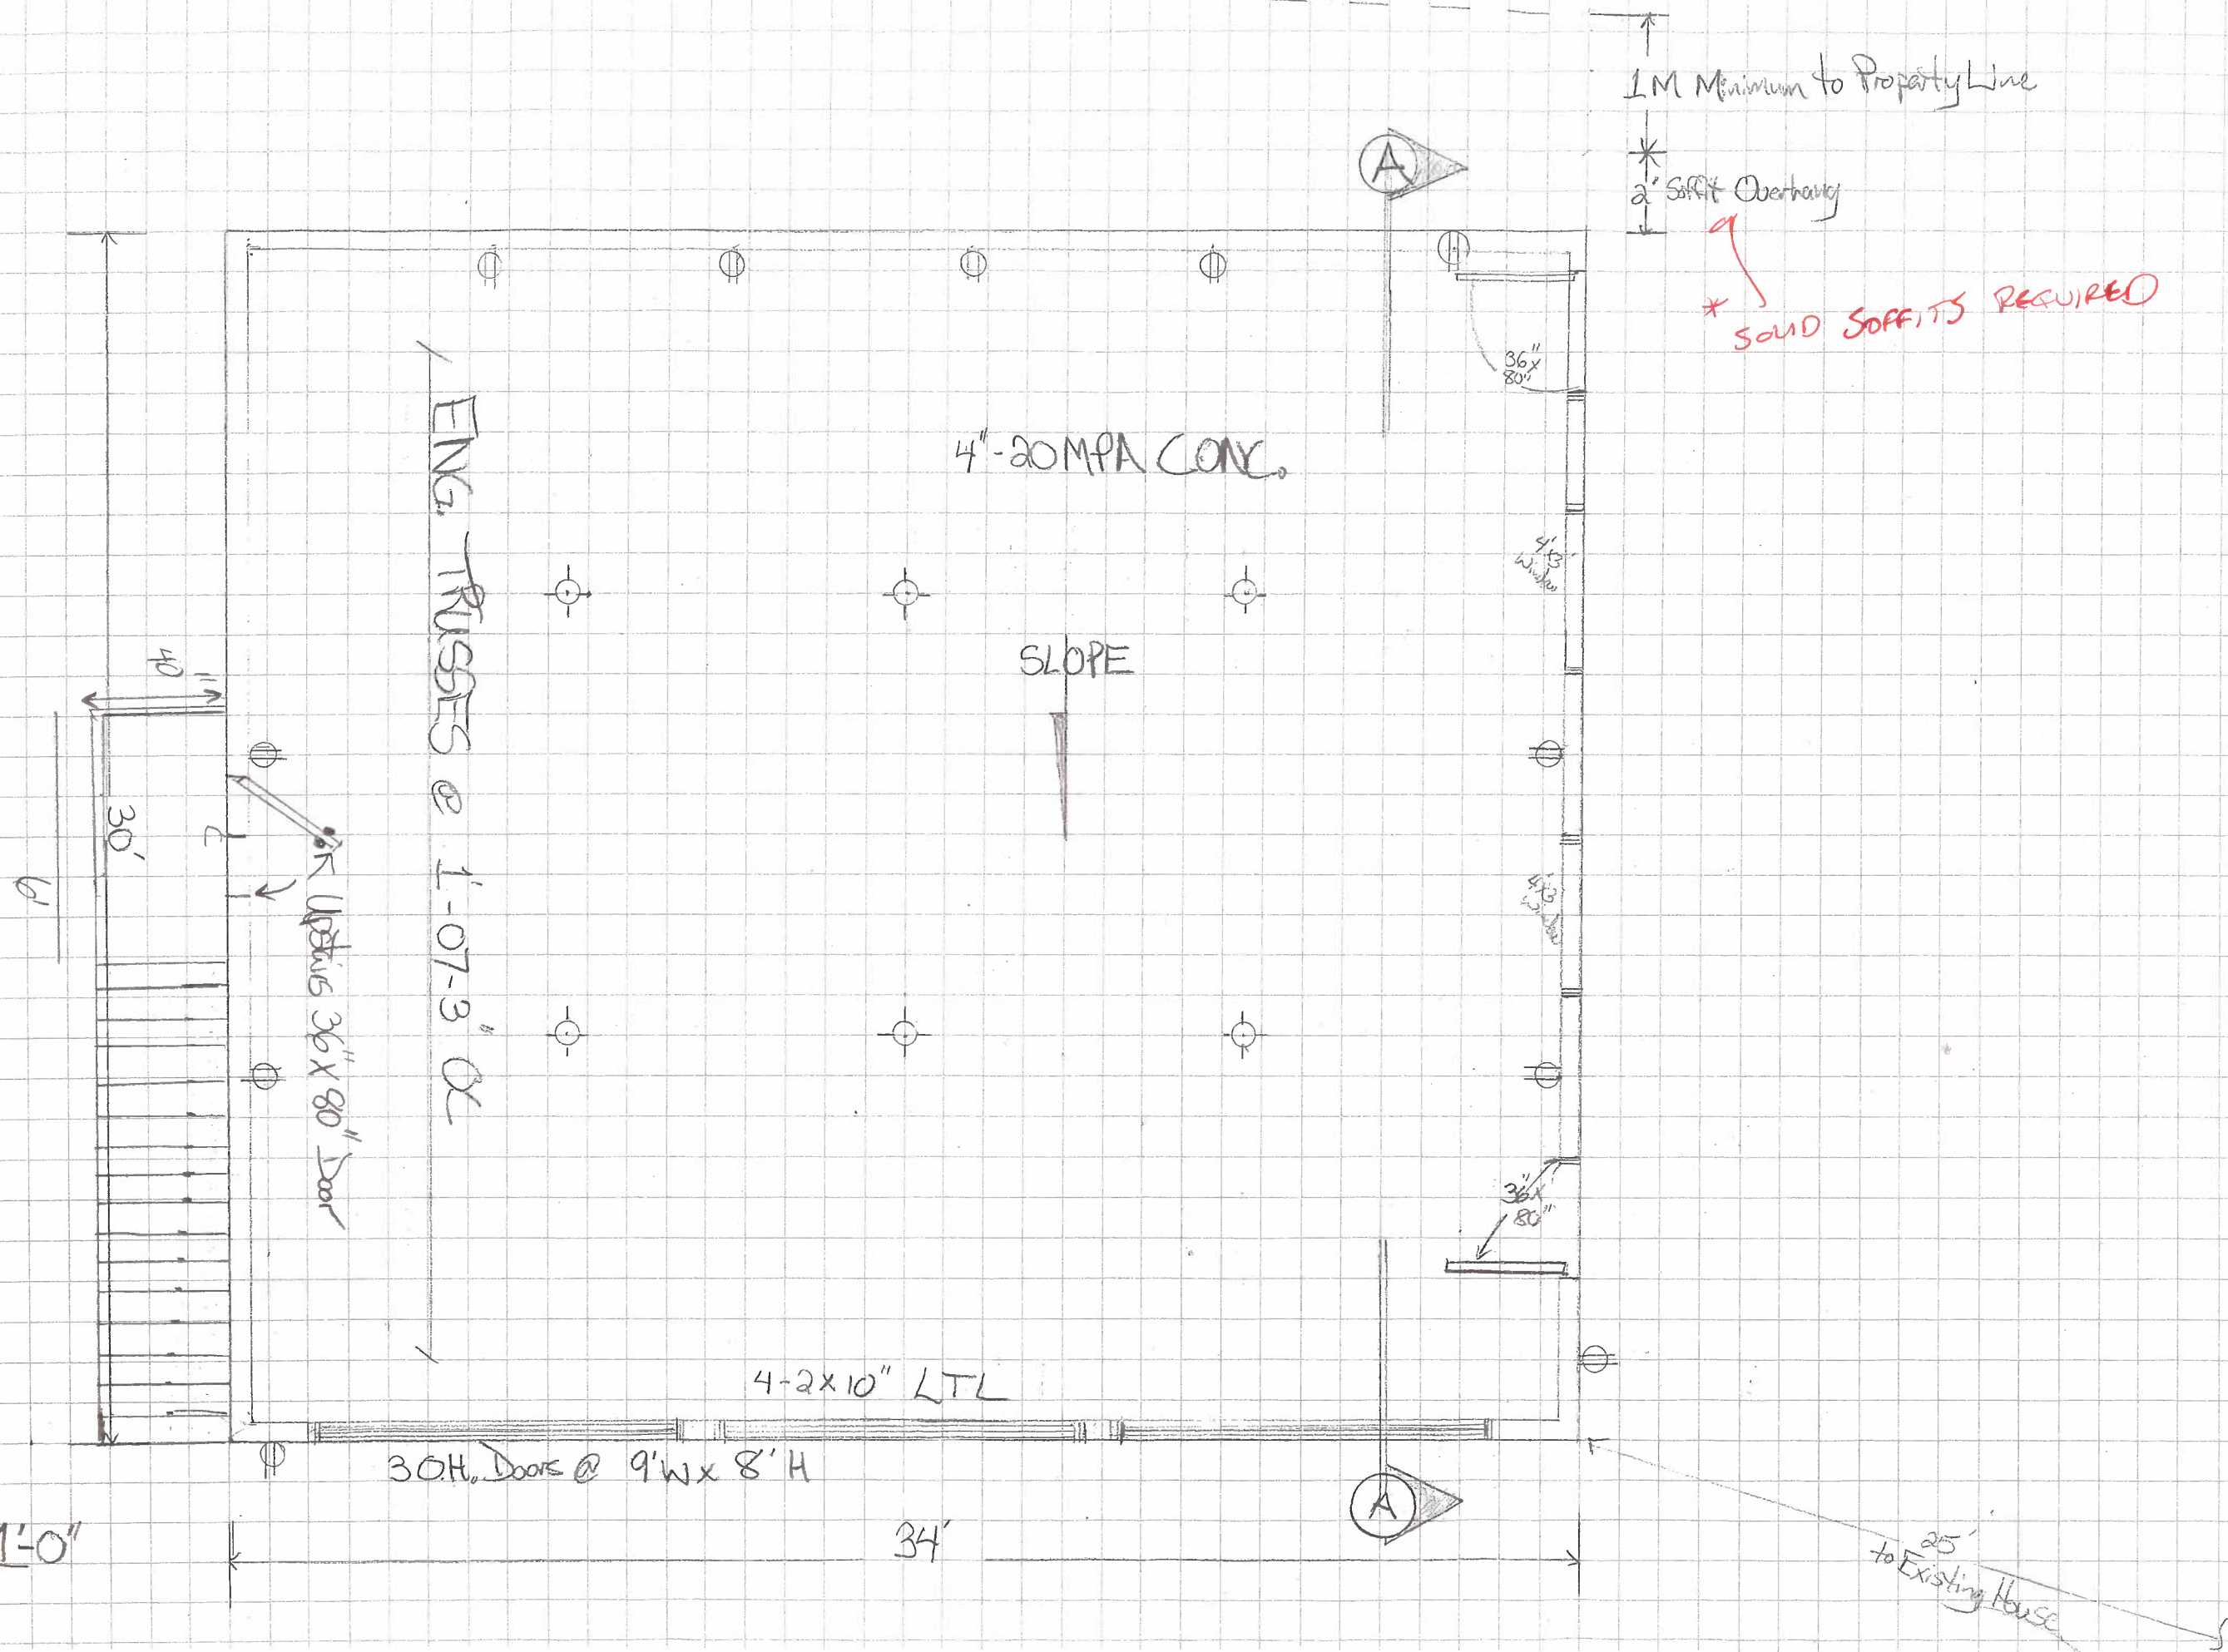 1M Minimum to Property Line
A
2' Soffit Overhang
* SOLID SOFFITS REQUIRED
36"x
80"
4"-20MPA CONC.
ENG. TRUSSES @ 1'-07-3" OC
SLOPE
40"
30'
6'
Upstairs 36"x80" Door
36"x
80"
4-2x10" LTL
3 O.H. Doors @ 9'W x 8'H
A
1'-0"
34'
25'
to Existing House